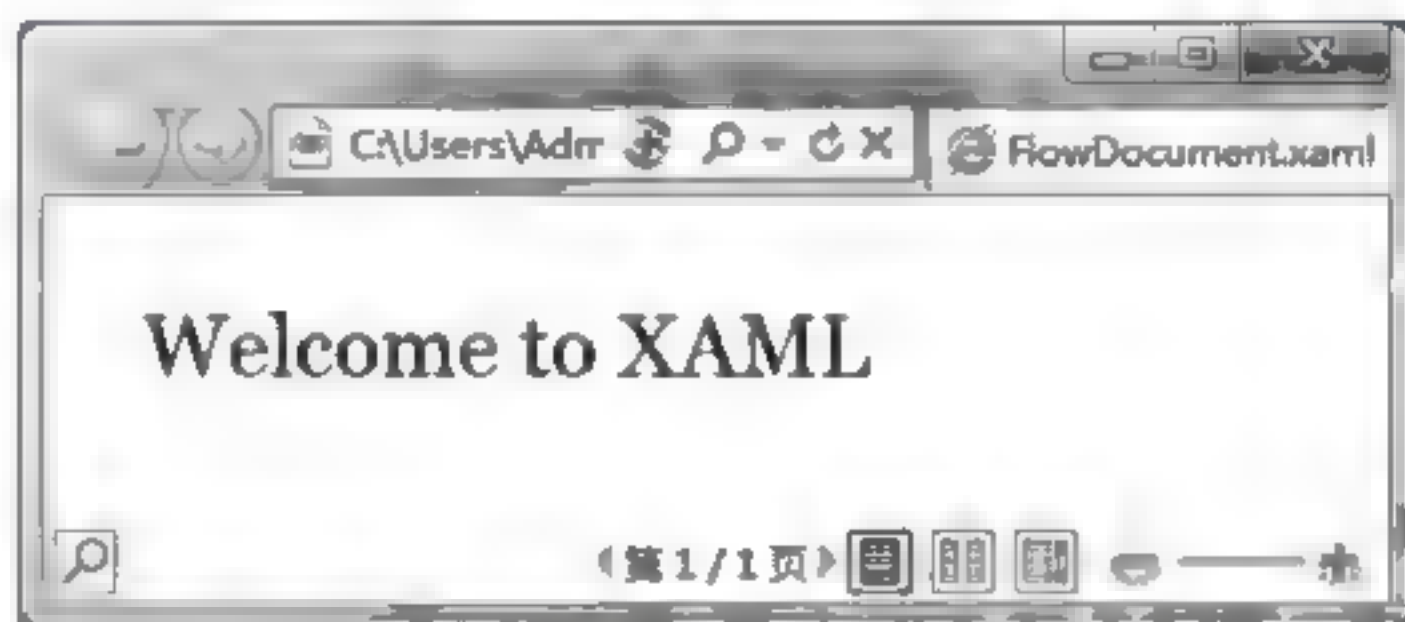 C:\Users\Adm
FlowDocument.xaml
Welcome to XAML
第 1 / 1 页